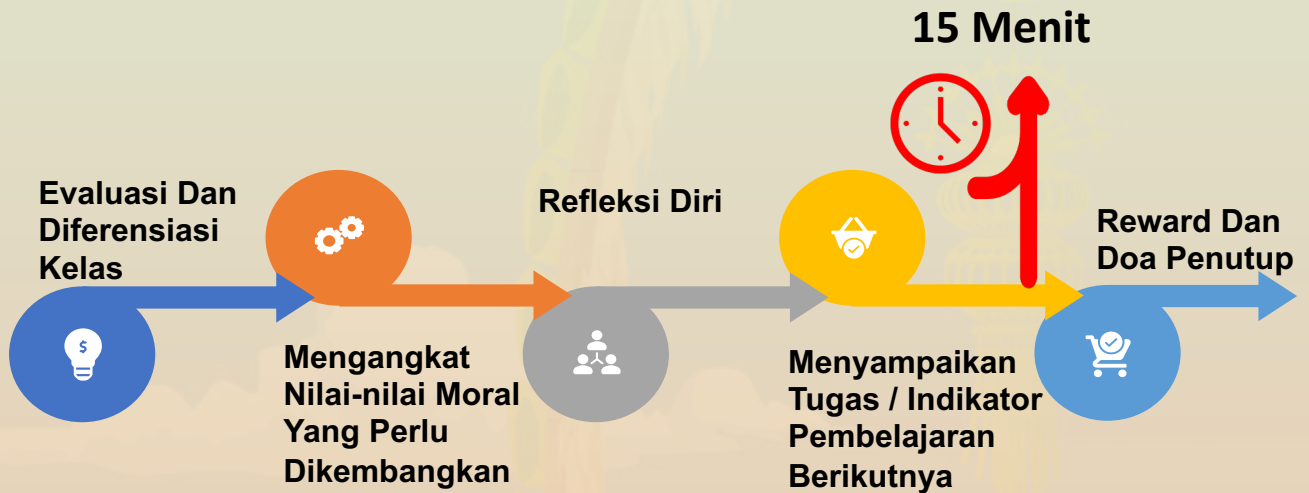 15 Menit
Evaluasi Dan
Diferensiasi
Kelas
Mengangkat
Nilai-nilai Moral
Yang Perlu
Dikembangkan
Refleksi Diri
Menyampaikan
Tugas / Indikator
Pembelajaran
Berikutnya
Reward Dan
Doa Penutup
$